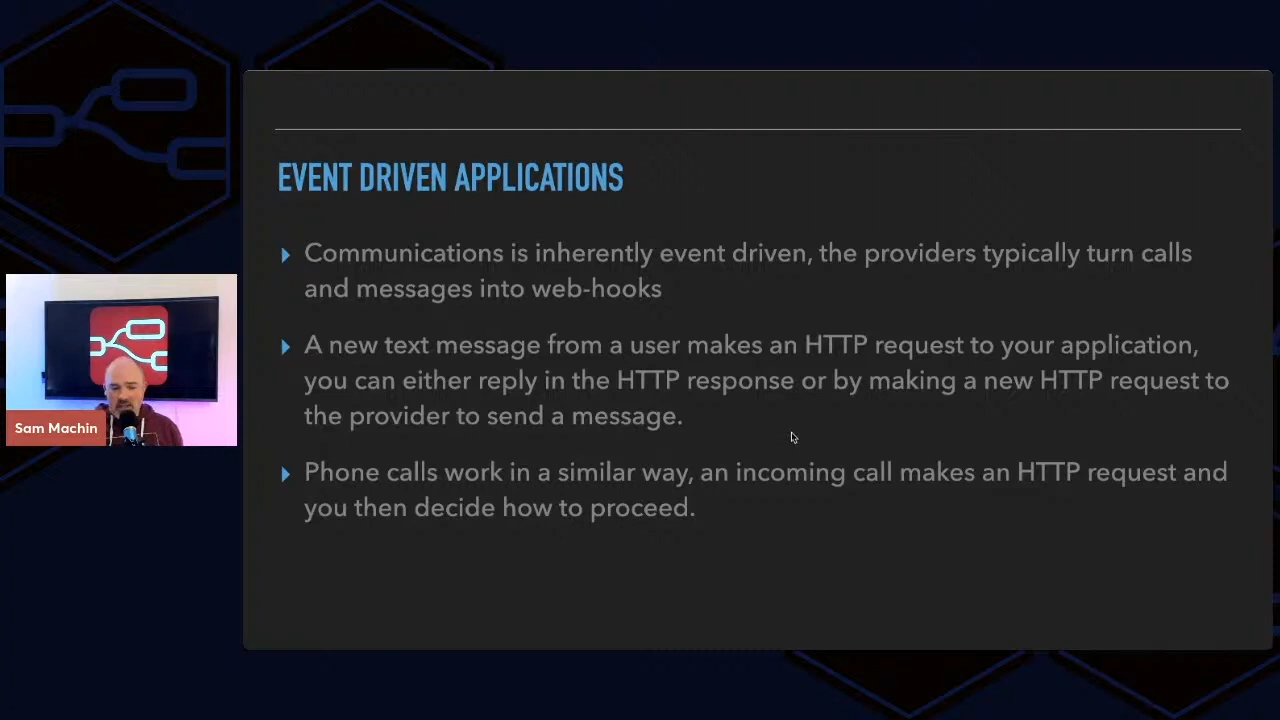 EVENT DRIVEN APPLICATIONS
Communications is inherently event driven, the providers typically turn calls
and messages into web-hooks
A new text message from a user makes an HTTP request to your application,
you can either reply in the HTTP response or by making a new HTTP request to
the provider to send a message.
Phone calls work in a similar way, an incoming call makes an HTTP request and
you then decide how to proceed.
Sam Machin